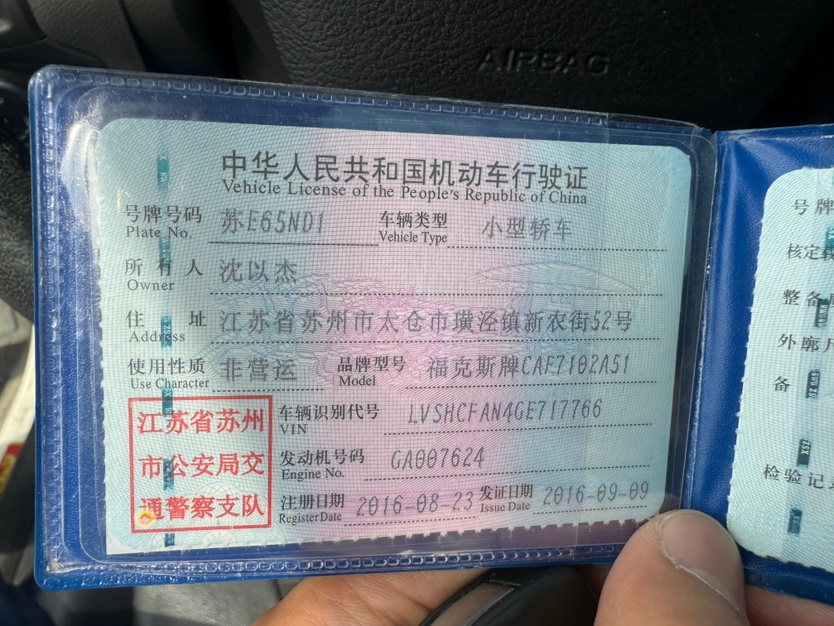 AIRBAG
中华人民共和国机动车行驶证
Vehicle License of the People's Republic of China
号牌号码 苏E65ND1 车辆类型 小型轿车
Plate No. Vehicle Type
所有人 沈以杰
Owner
住址 江苏省苏州市太仓市璜泾镇新农街52号
Address
使用性质 非营运 品牌型号 福克斯牌CAF7102A51
Use Character Model
江苏省苏州
市公安局交
通警察支队
车辆识别代号 LVSHCFAN4GE717766
VIN
发动机号码 GA007624
Engine No.
注册日期 2016-08-23 发证日期 2016-09-09
Register Date Issue Date
号牌
核定
整备
外廓
备
检验记